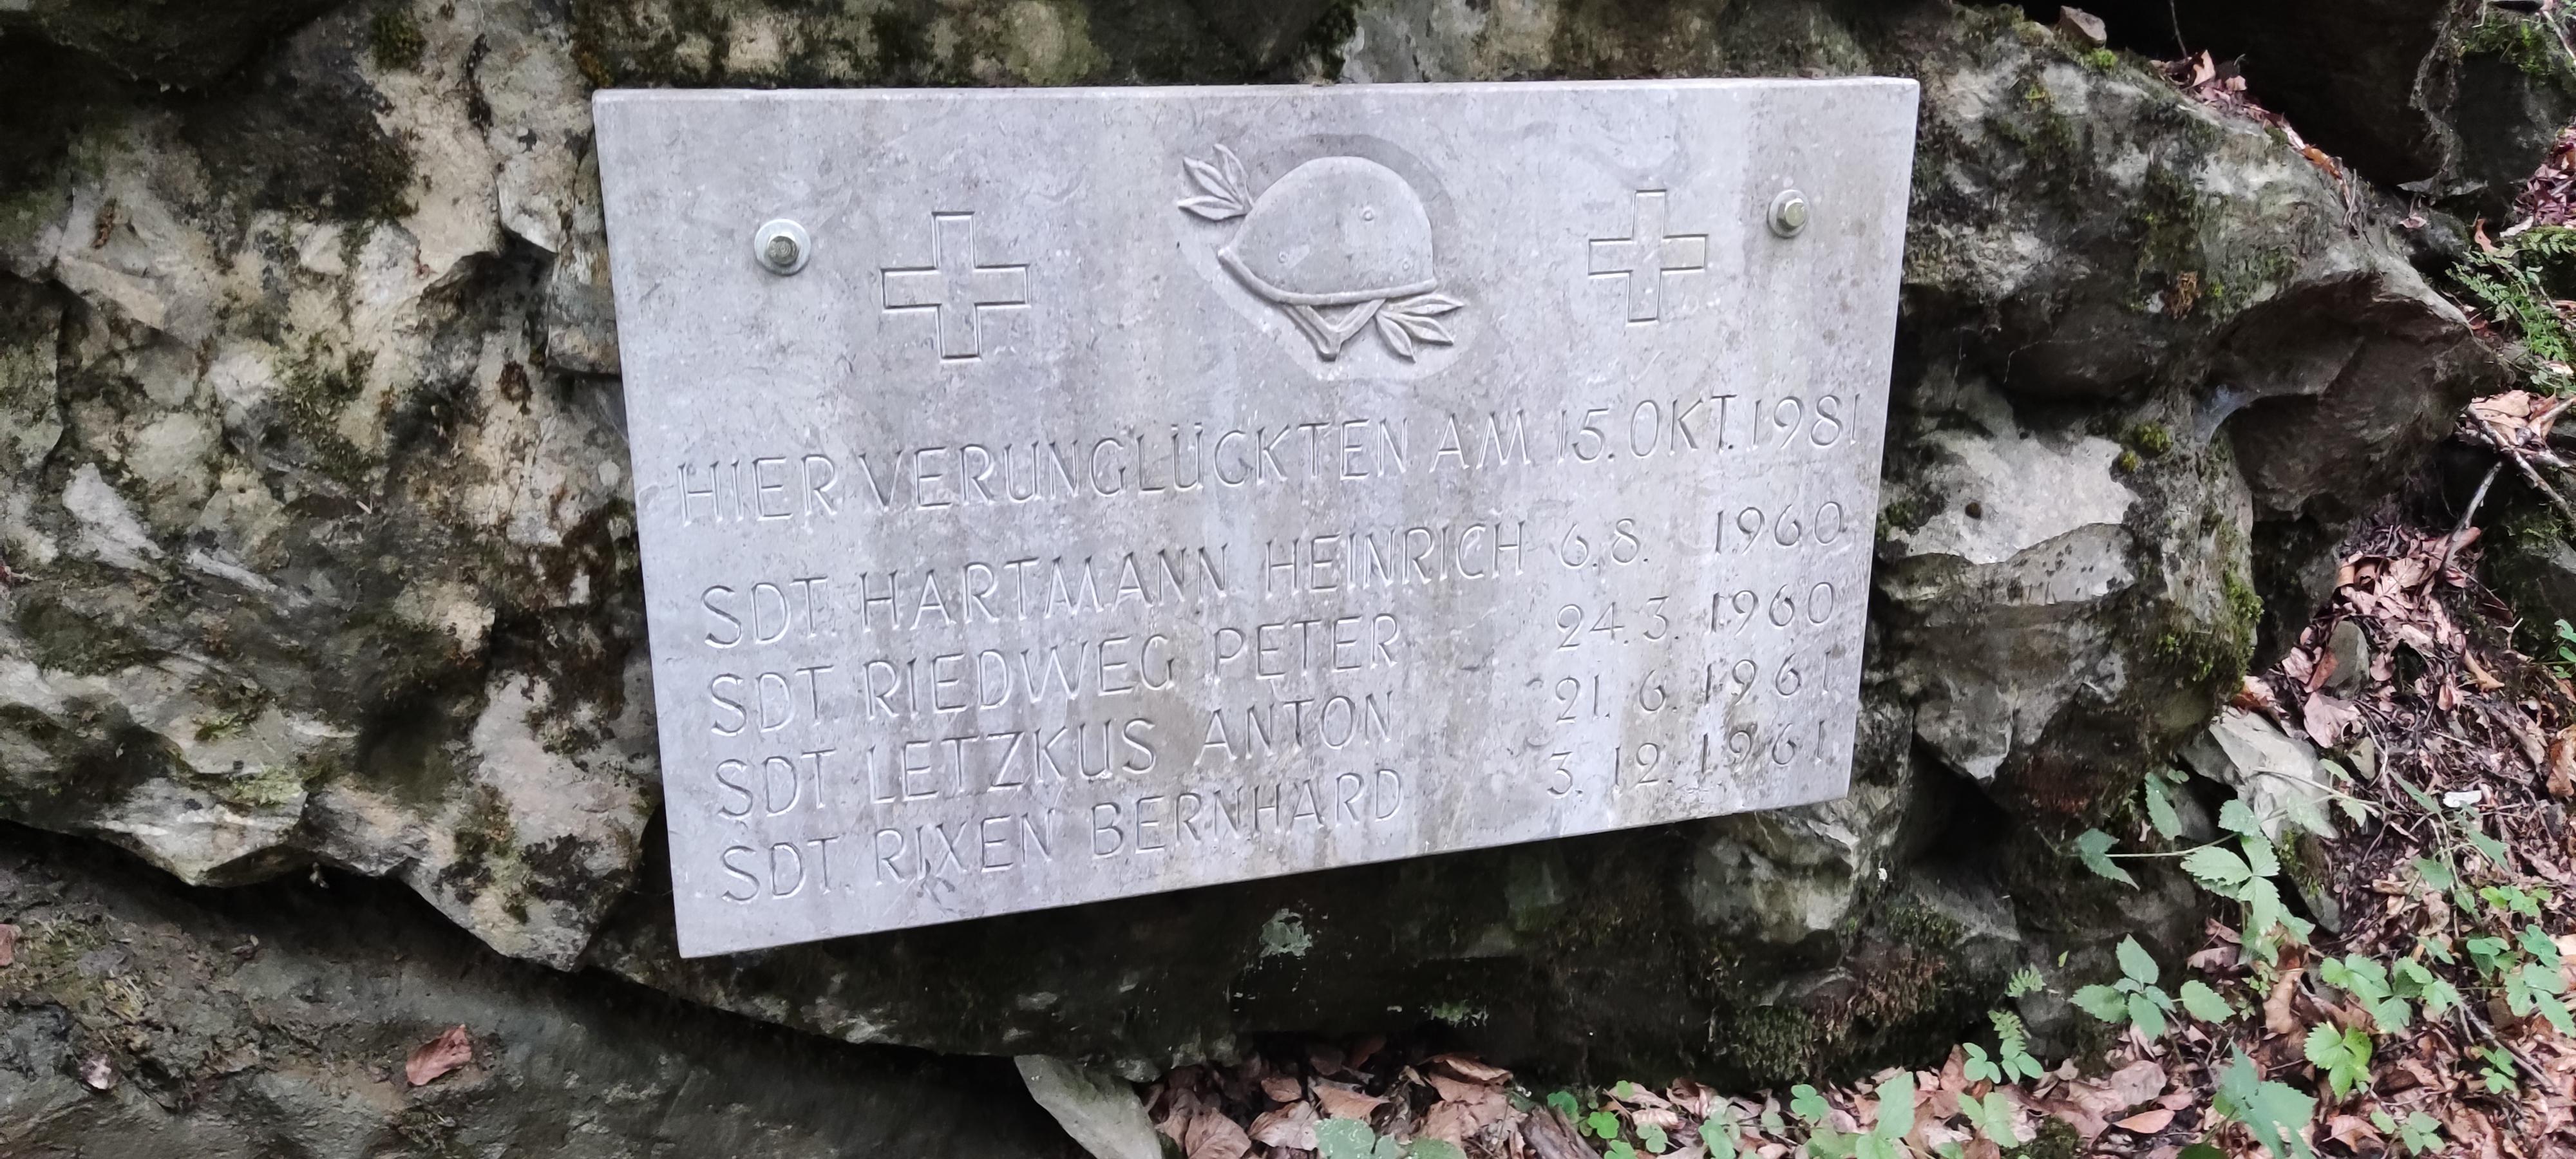 HIER VERUNGLÜCKTEN AM 15. OKT. 1981
SDT. HARTMANN HEINRICH 6.8. 1960
SDT. RIEDWEG PETER 24.3. 1960
SDT. LETZKUS ANTON 21. 6. 1961
SDT. RIXEN BERNHARD 3. 12. 1961